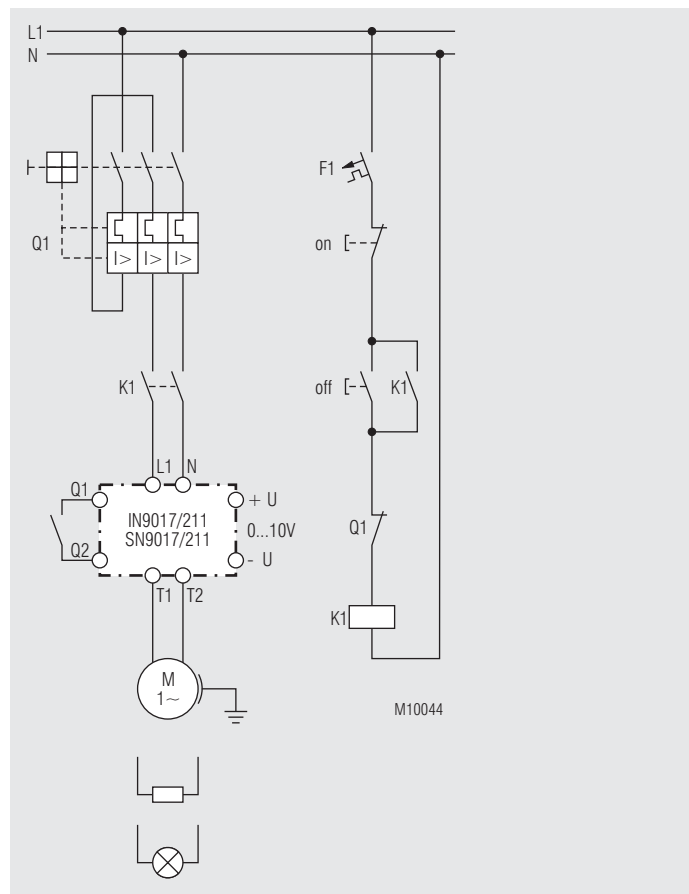 L1
N
F1
Q1
on
I> I> I>
K1
off
K1
L1 N
Q1
+ U
IN9017/211
0...10V
SN9017/211
Q1
Q2
- U
T1 T2
K1
M
1~
M10044